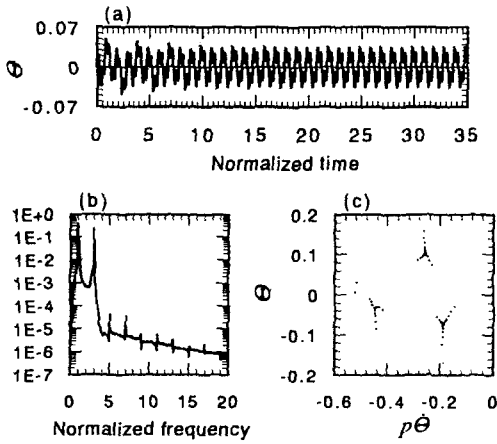 (a)
0.07
0
-0.07
Θ
0 5 10 15 20 25 30 35
Normalized time
(b)
1E+0
1E-1
1E-2
1E-3
1E-4
1E-5
1E-6
1E-7
0 5 10 15 20
Normalized frequency
(c)
0.2
0.1
0
-0.1
-0.2
Θ
-0.6 -0.4 -0.2 0
pΘ̇